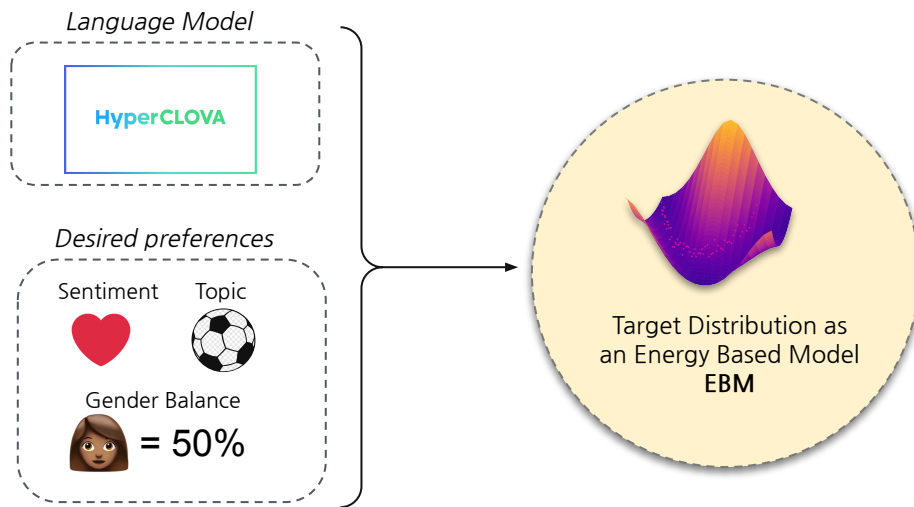 Language Model
HyperCLOVA
Desired preferences
Sentiment
Topic
Gender Balance
= 50%
Target Distribution as
an Energy Based Model
EBM